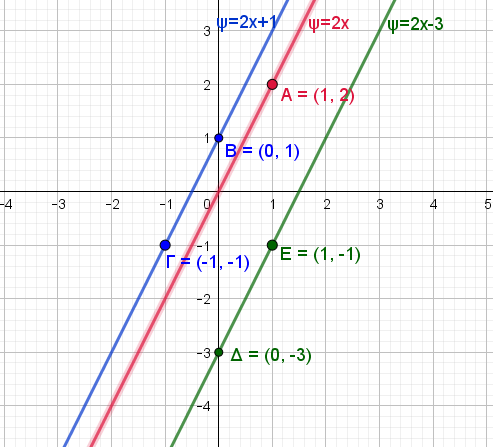 ψ=2x+1 ψ=2x ψ=2x-3
3
2
A = (1, 2)
1
B = (0, 1)
-4 -3 -2 -1 0 1 2 3 4 5
-1
Γ = (-1, -1)
E = (1, -1)
-2
-3
Δ = (0, -3)
-4